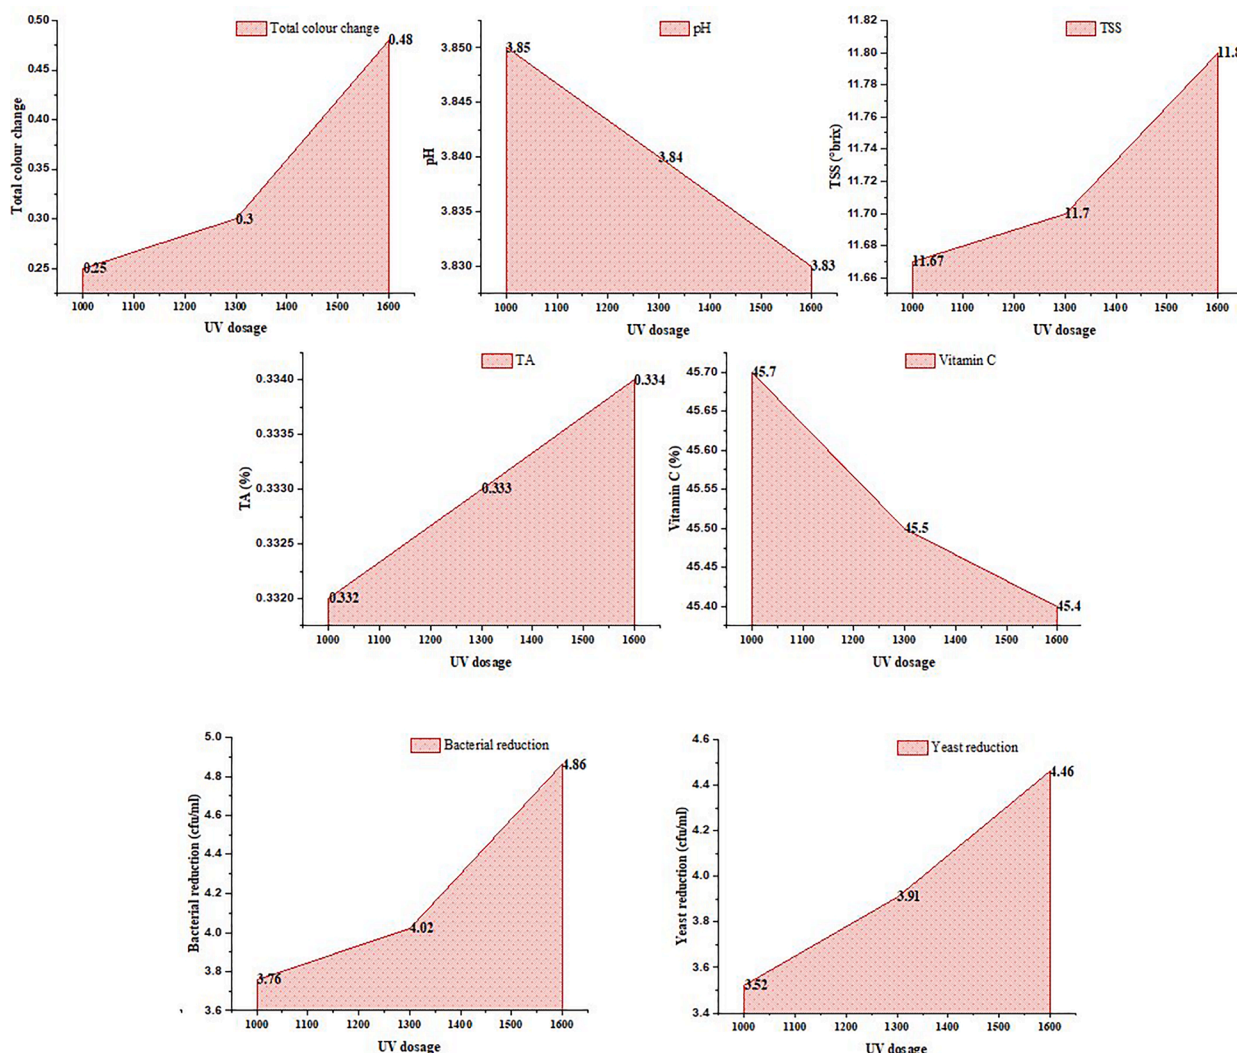 Total colour change
0.50
0.45
0.40
0.35
0.30
0.25
Total colour change
0.25
0.3
0.48
1000 1100 1200 1300 1400 1500 1600
UV dosage
pH
3.850
3.845
3.840
3.835
3.830
pH
3.85
3.84
3.83
1000 1100 1200 1300 1400 1500 1600
UV dosage
TSS
11.82
11.80
11.78
11.76
11.74
11.72
11.70
11.68
11.66
TSS (°brix)
11.67
11.7
11.8
1000 1100 1200 1300 1400 1500 1600
UV dosage
TA
0.3340
0.3335
0.3330
0.3325
0.3320
TA (%)
0.332
0.333
0.334
1000 1100 1200 1300 1400 1500 1600
UV dosage
Vitamin C
45.70
45.65
45.60
45.55
45.50
45.45
45.40
Vitamin C (%)
45.7
45.5
45.4
1000 1100 1200 1300 1400 1500 1600
UV dosage
Bacterial reduction
5.0
4.8
4.6
4.4
4.2
4.0
3.8
3.6
Bacterial reduction (cfu/ml)
3.76
4.02
4.86
1000 1100 1200 1300 1400 1500 1600
UV dosage
Yeast reduction
4.6
4.4
4.2
4.0
3.8
3.6
3.4
Yeast reduction (cfu/ml)
3.52
3.91
4.46
1000 1100 1200 1300 1400 1500 1600
UV dosage